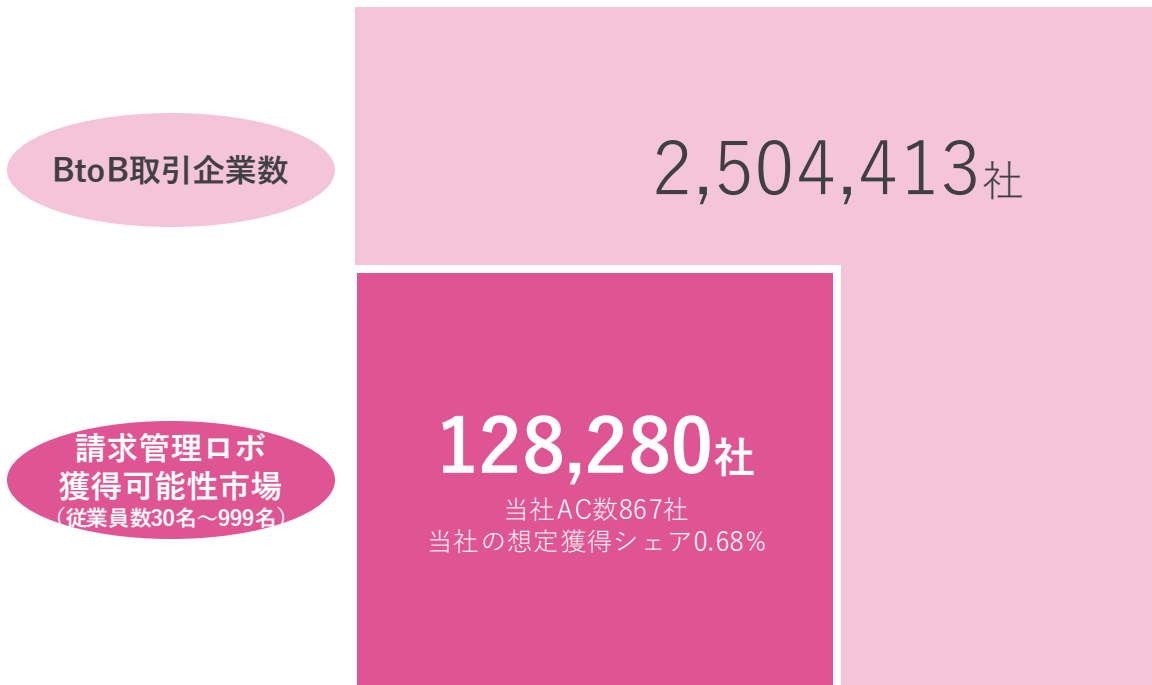 BtoB取引企業数
2,504,413社
請求管理ロボ
獲得可能性市場
（従業員数30名～999名）
128,280社
当社AC数867社
当社の想定獲得シェア0.68%